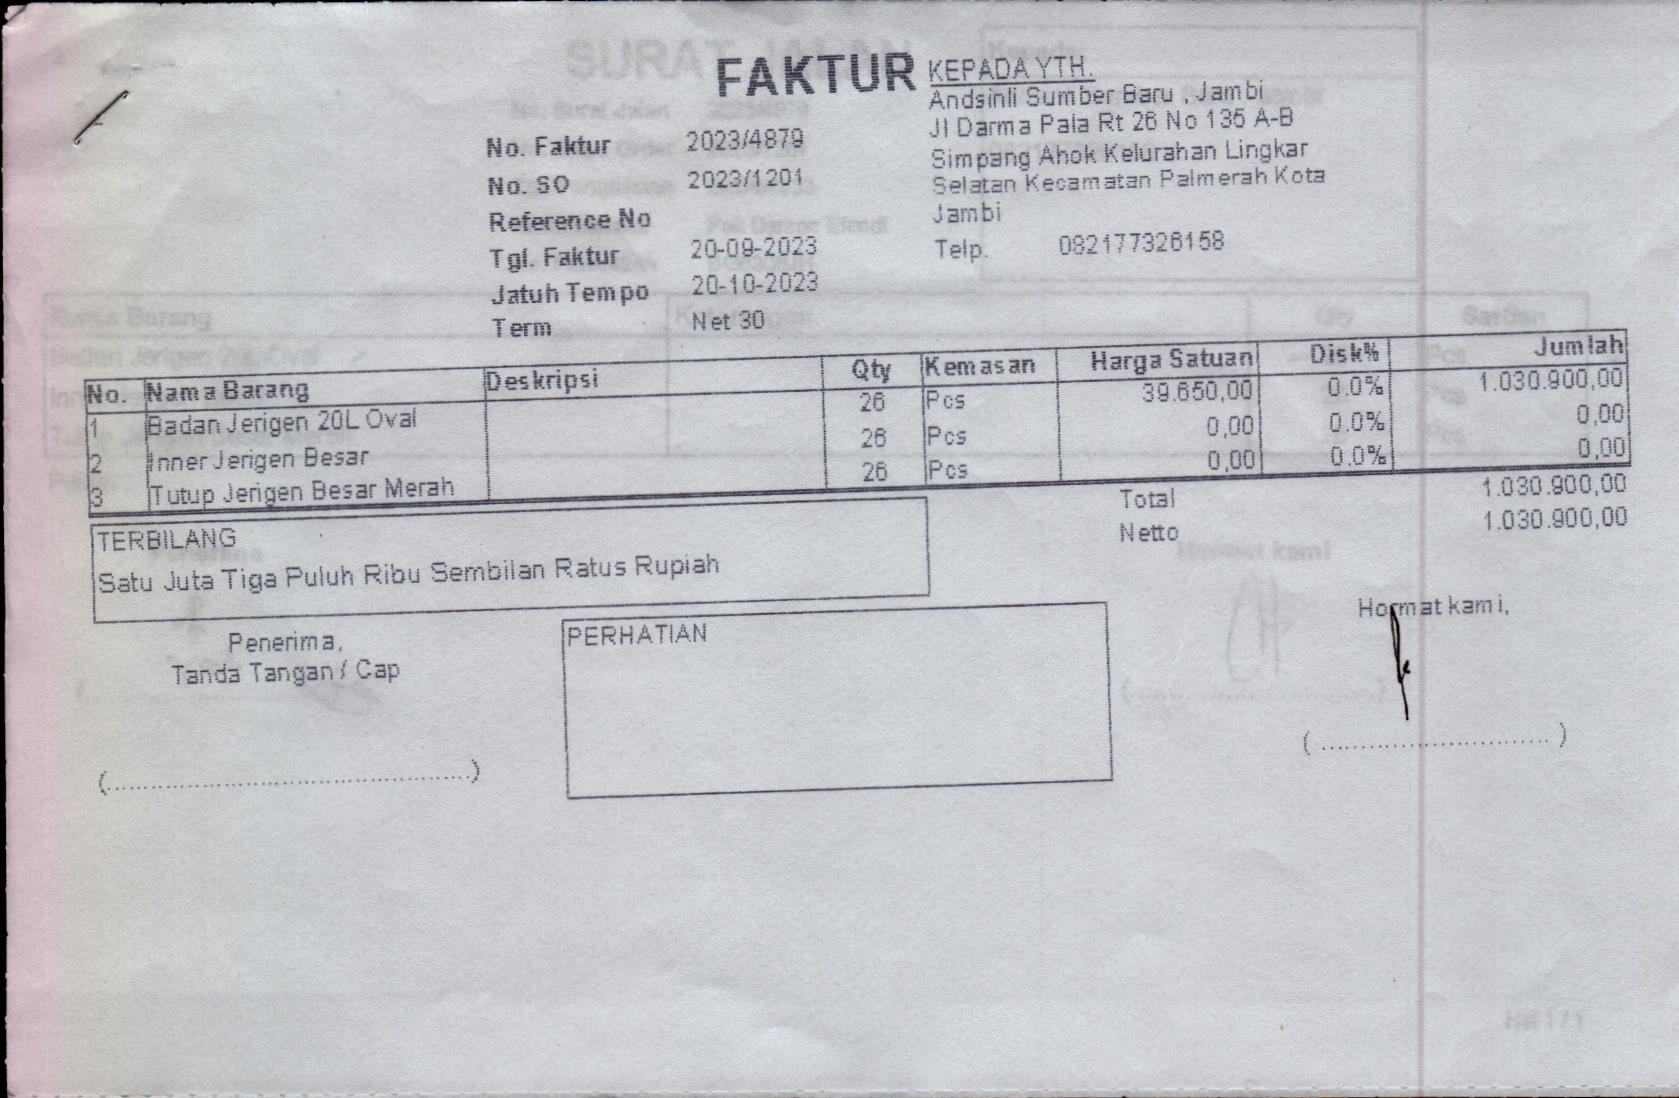 FAKTUR
No. Faktur 2023/4879
No. SO 2023/1201
Reference No
Tgl. Faktur 20-09-2023
Jatuh Tempo 20-10-2023
Term Net 30
KEPADA YTH.
Andsinli Sumber Baru , Jambi
Jl Darma Pala Rt 26 No 135 A-B
Simpang Ahok Kelurahan Lingkar
Selatan Kecamatan Palmerah Kota
Jambi
Telp. 082177326158
No. Nama Barang Deskripsi Qty Kemasan Harga Satuan Disk% Jumlah
1 Badan Jerigen 20L Oval 26 Pcs 39.650,00 0.0% 1.030.900,00
2 Inner Jerigen Besar 26 Pcs 0,00 0.0% 0,00
3 Tutup Jerigen Besar Merah 26 Pcs 0,00 0.0% 0,00
Total 1.030.900,00
Netto 1.030.900,00
TERBILANG
Satu Juta Tiga Puluh Ribu Sembilan Ratus Rupiah
Penerima,
Tanda Tangan / Cap
(..................................................)
PERHATIAN
Hormat kami,
( ............................... )